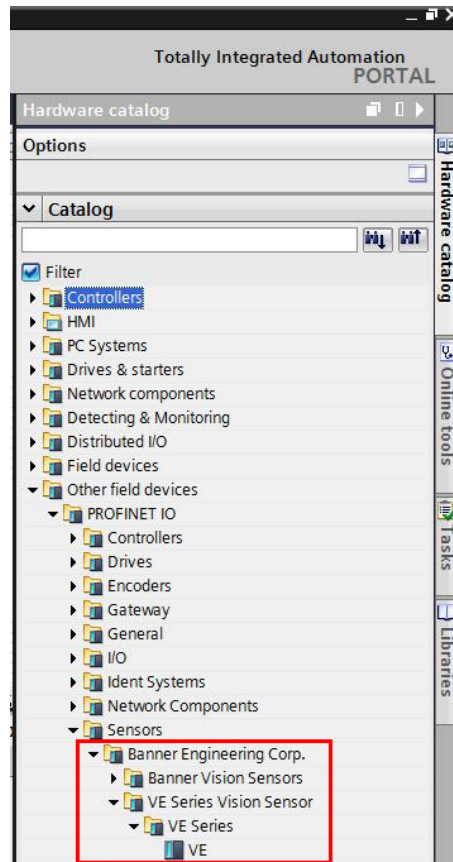 Totally Integrated Automation
PORTAL
Hardware catalog
Options
Catalog
Filter
Controllers
HMI
PC Systems
Drives & starters
Network components
Detecting & Monitoring
Distributed I/O
Field devices
Other field devices
PROFINET IO
Controllers
Drives
Encoders
Gateway
General
I/O
Ident Systems
Network Components
Sensors
Banner Engineering Corp.
Banner Vision Sensors
VE Series Vision Sensor
VE Series
VE
Hardware catalog
Online tools
Tasks
Libraries